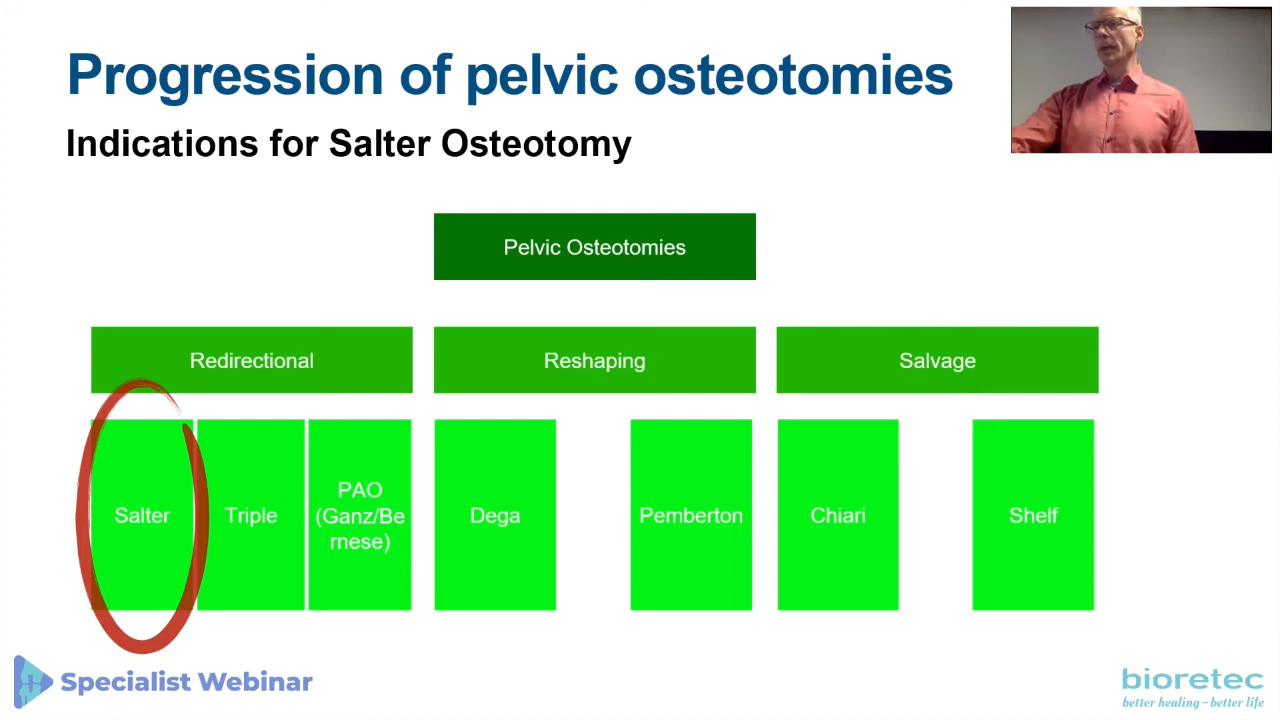 Progression of pelvic osteotomies
Indications for Salter Osteotomy
Pelvic Osteotomies
Redirectional
Reshaping
Salvage
Salter
Triple
PAO
(Ganz/Be
rnese)
Dega
Pemberton
Chiari
Shelf
Specialist Webinar
bioretec
better healing – better life